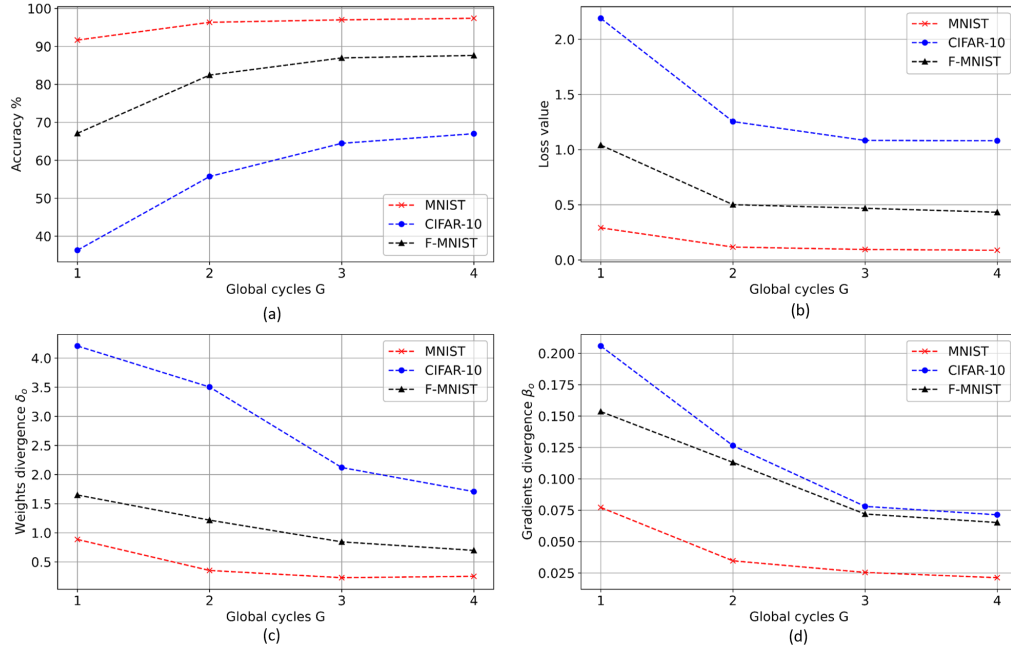 100
90
80
70
60
50
40
Accuracy %
MNIST
CIFAR-10
F-MNIST
1 2 3 4
Global cycles G
(a)
2.0
1.5
1.0
0.5
0.0
Loss value
MNIST
CIFAR-10
F-MNIST
1 2 3 4
Global cycles G
(b)
4.0
3.5
3.0
2.5
2.0
1.5
1.0
0.5
Weights divergence δₒ
MNIST
CIFAR-10
F-MNIST
1 2 3 4
Global cycles G
(c)
0.200
0.175
0.150
0.125
0.100
0.075
0.050
0.025
Gradients divergence βₒ
MNIST
CIFAR-10
F-MNIST
1 2 3 4
Global cycles G
(d)